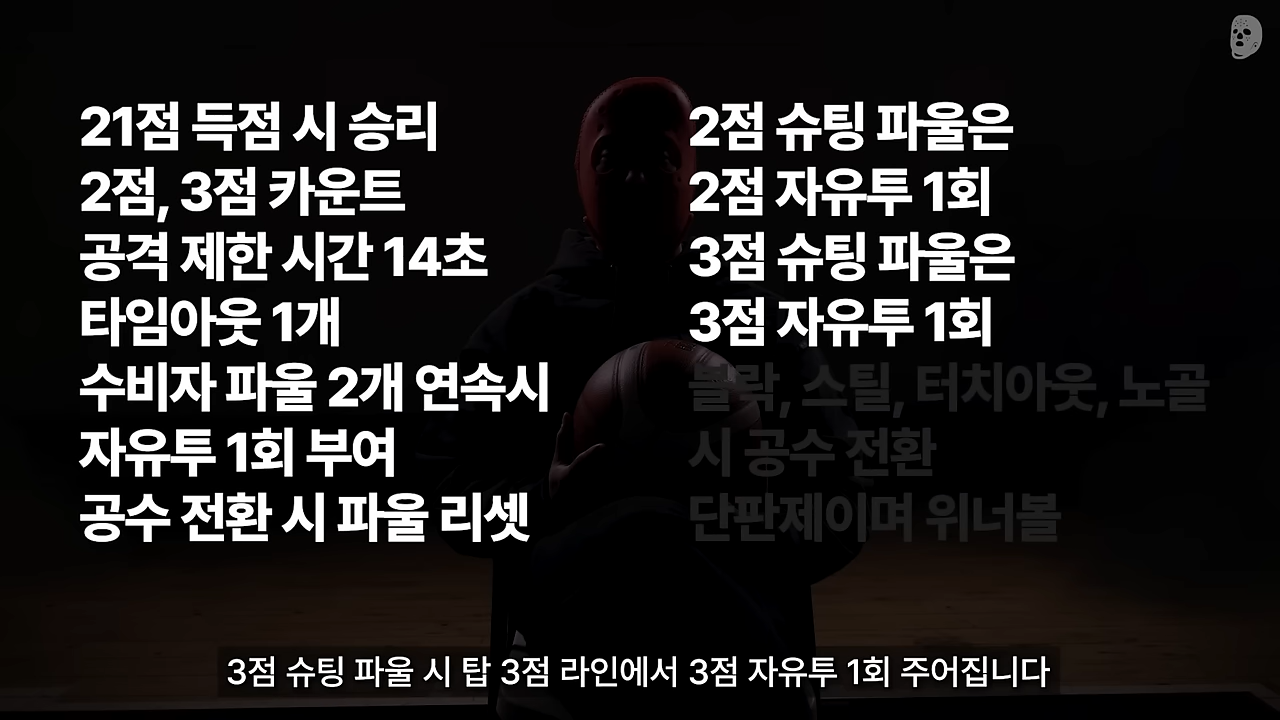 21점 득점 시 승리
2점, 3점 카운트
공격 제한 시간 14초
타임아웃 1개
수비자 파울 2개 연속시
자유투 1회 부여
공수 전환 시 파울 리셋
2점 슈팅 파울은
2점 자유투 1회
3점 슈팅 파울은
3점 자유투 1회
블락, 스틸, 터치아웃, 노골
시 공수 전환
단판제이며 위너볼
3점 슈팅 파울 시 탑 3점 라인에서 3점 자유투 1회 주어집니다